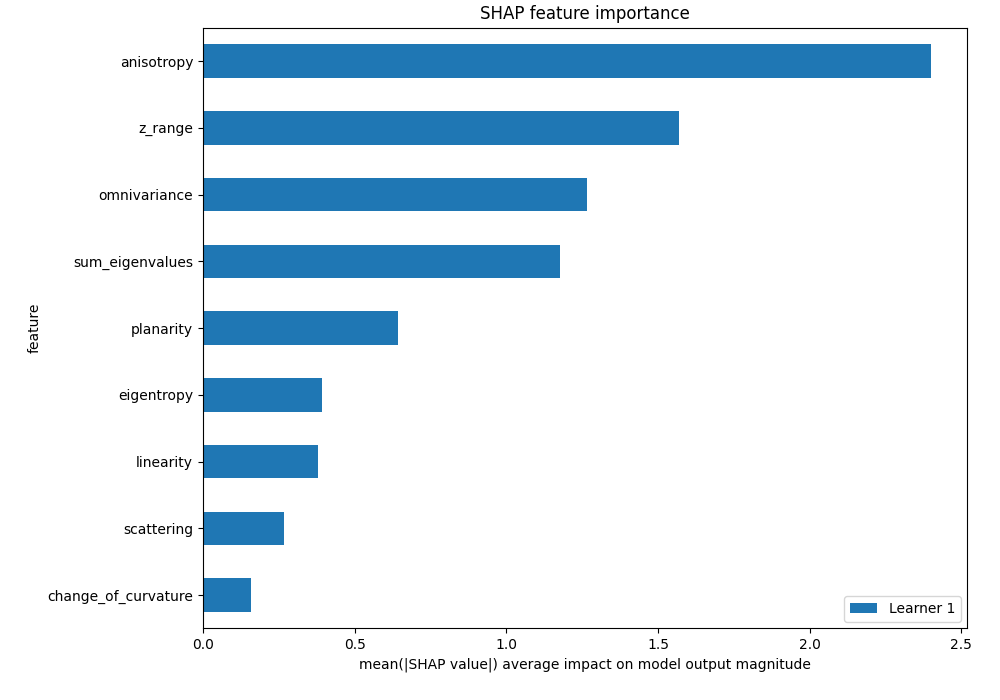 SHAP feature importance
anisotropy
z_range
omnivariance
sum_eigenvalues
planarity
eigentropy
linearity
scattering
change_of_curvature
feature
Learner 1
0.0 0.5 1.0 1.5 2.0 2.5
mean(|SHAP value|) average impact on model output magnitude